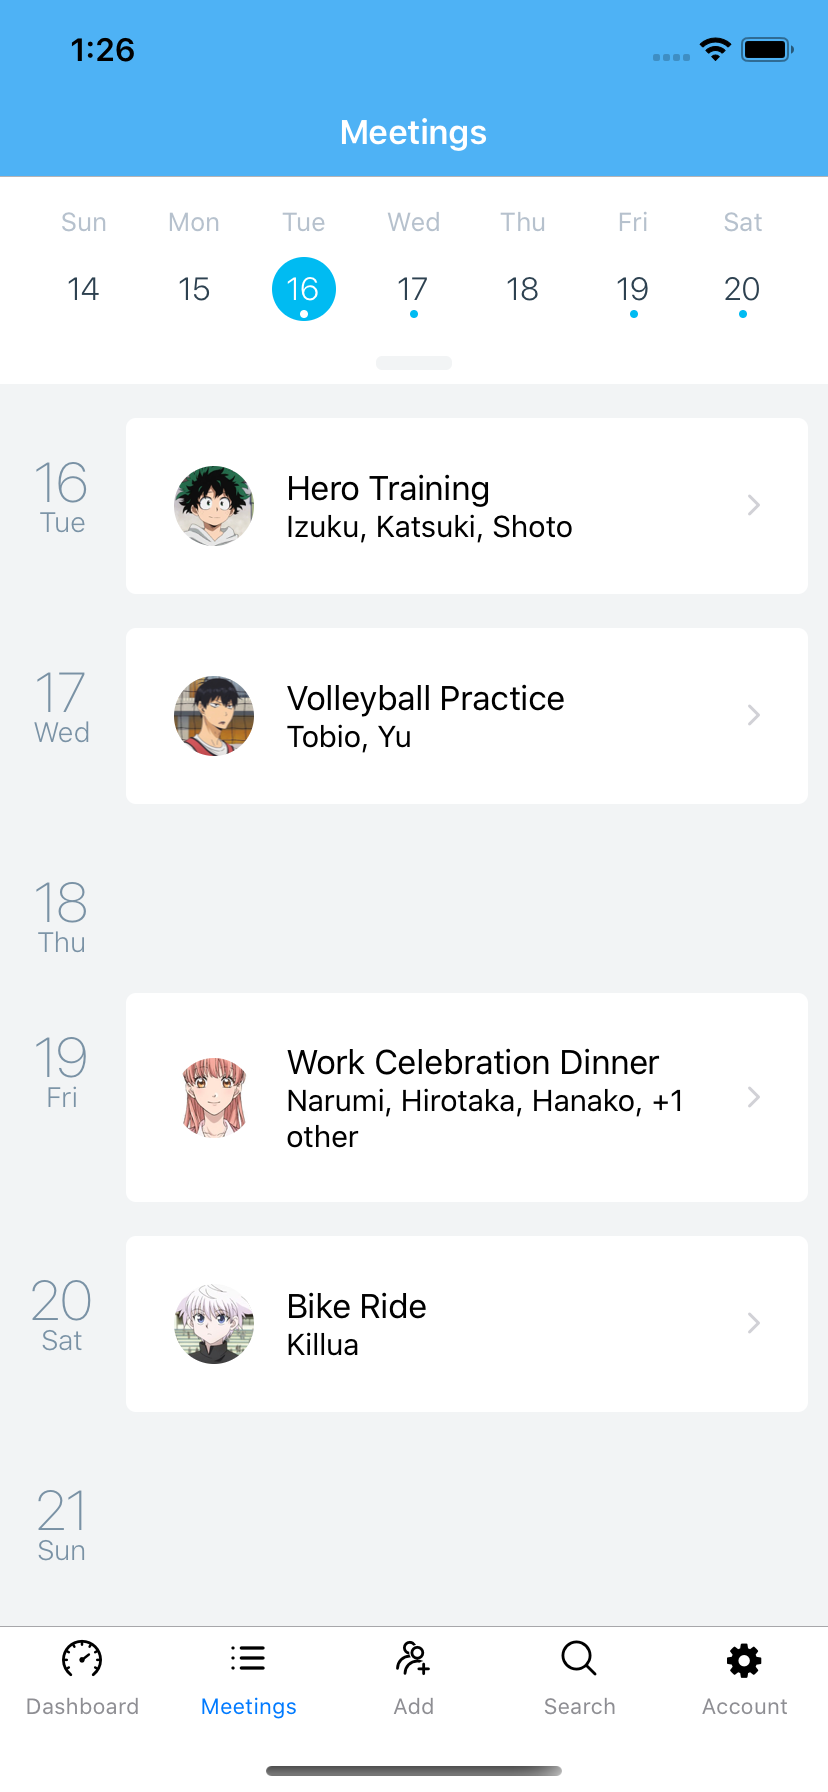 1:26
Meetings
Sun Mon Tue Wed Thu Fri Sat
14 15 16 17 18 19 20
16
Tue
Hero Training
Izuku, Katsuki, Shoto
17
Wed
Volleyball Practice
Tobio, Yu
18
Thu
19
Fri
Work Celebration Dinner
Narumi, Hirotaka, Hanako, +1
other
20
Sat
Bike Ride
Killua
21
Sun
Dashboard Meetings Add Search Account